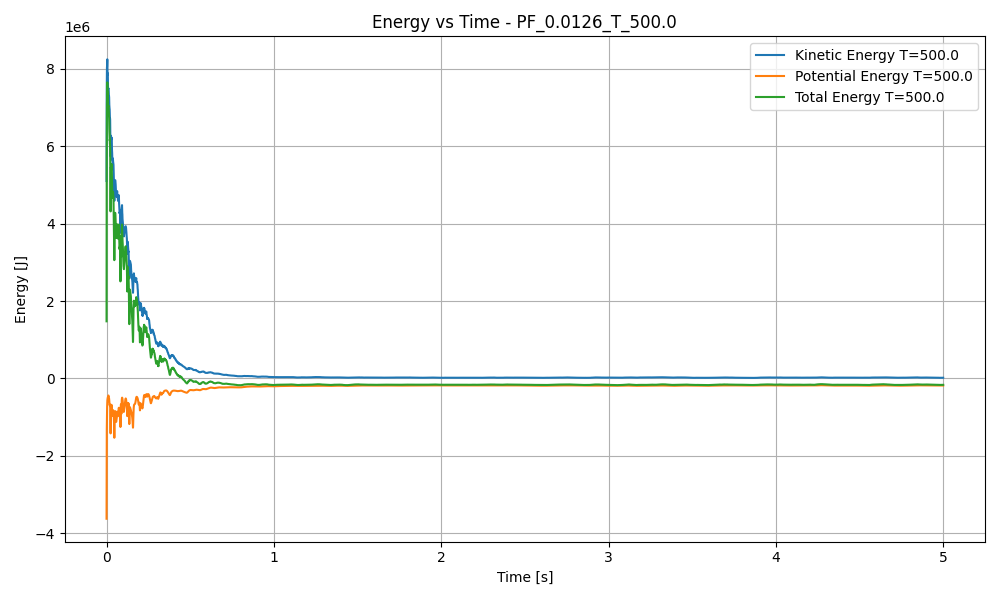 Energy vs Time - PF_0.0126_T_500.0
1e6
Kinetic Energy T=500.0
Potential Energy T=500.0
Total Energy T=500.0
8
6
4
2
0
−2
−4
Energy [J]
0 1 2 3 4 5
Time [s]